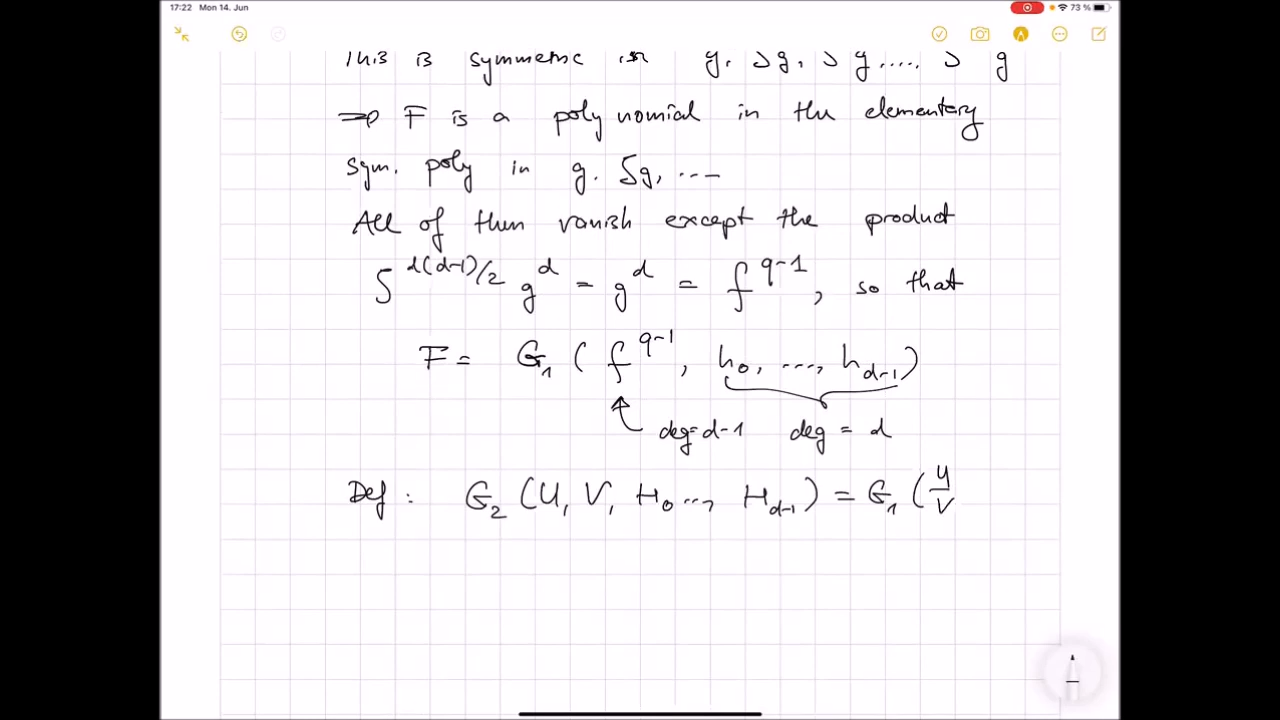 17:22 Mon 14. Jun 73 %
This is symmetric in g, ζg, ζ g, ...., ζ g
⇒ F is a polynomial in the elementary
sym. poly in g, ζg, ...
All of them vanish except the product
ζ^{d(d-1)/2} g^d = g^d = f^{q-1}, so that
F = G₁ ( f^{q-1}, h₀, ..., h_{d-1} )
deg=d-1 deg = d
Def : G₂ (U, V, H₀ ..., H_{d-1}) = G₁ ( U/V